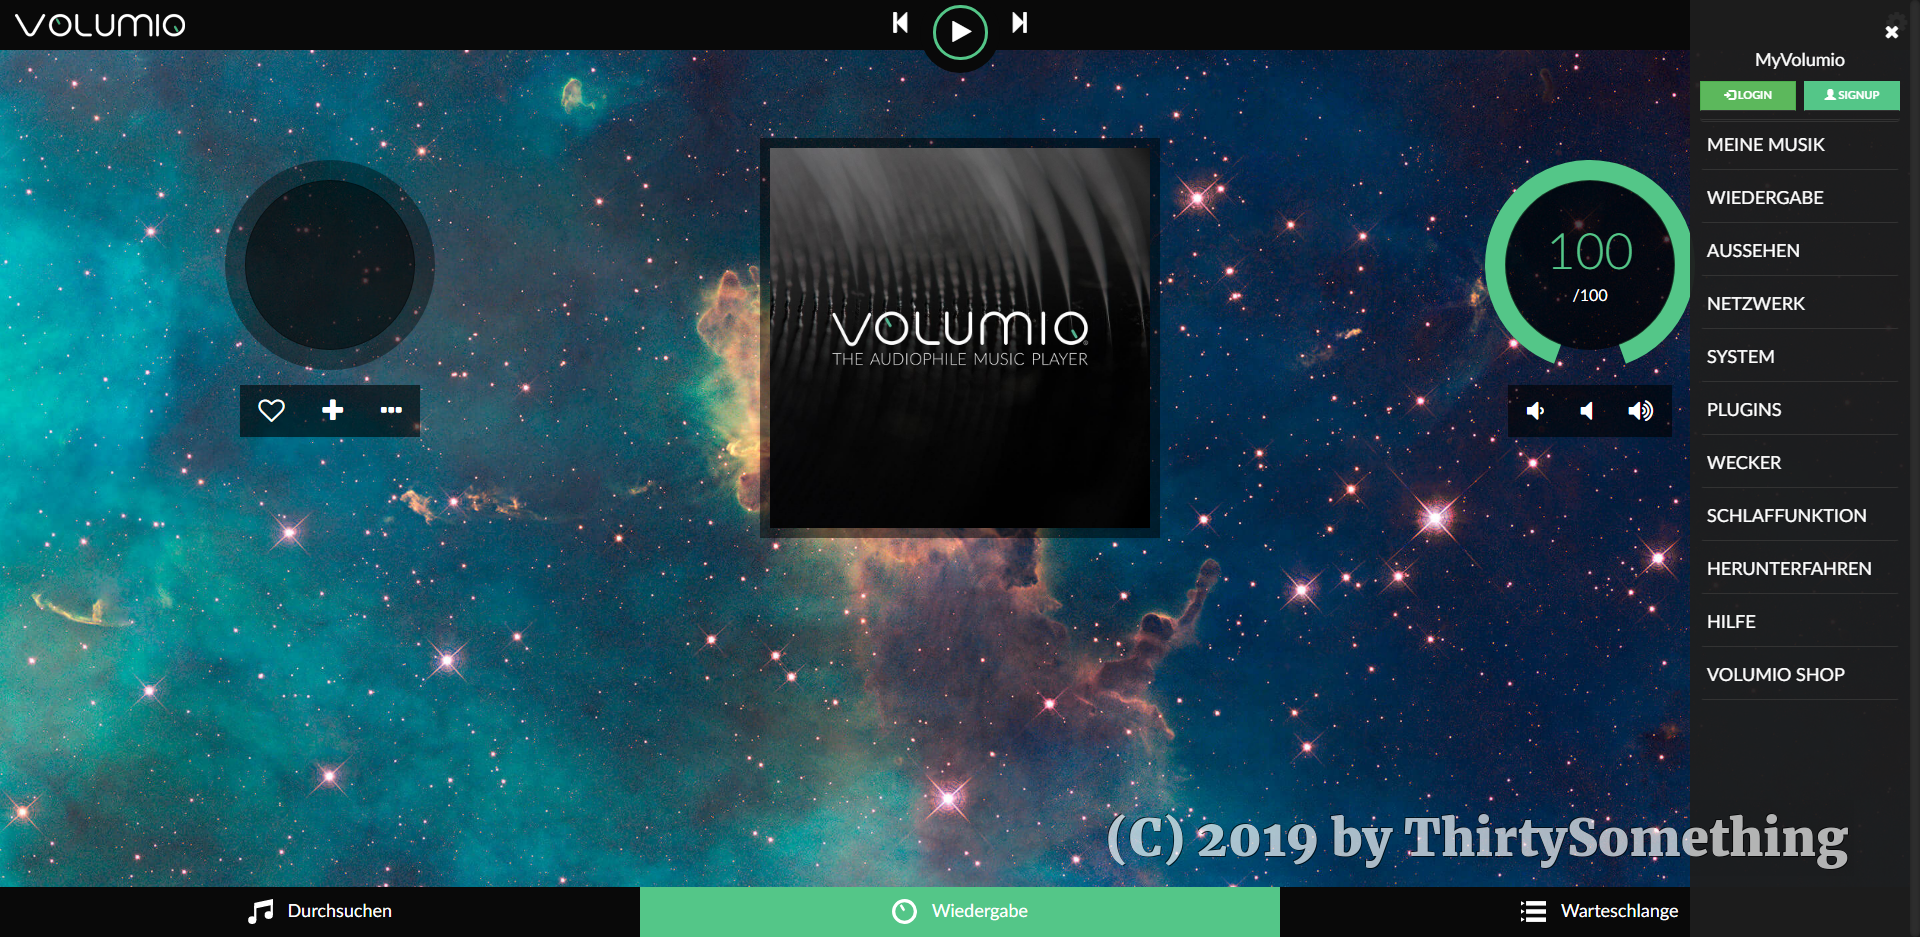 VOLUMIO
MyVolumio
LOGIN
SIGNUP
MEINE MUSIK
WIEDERGABE
AUSSEHEN
NETZWERK
SYSTEM
PLUGINS
WECKER
SCHLAFFUNKTION
HERUNTERFAHREN
HILFE
VOLUMIO SHOP
VOLUMIO
THE AUDIOPHILE MUSIC PLAYER
100
/100
(C) 2019 by ThirtySomething
Durchsuchen
Wiedergabe
Warteschlange